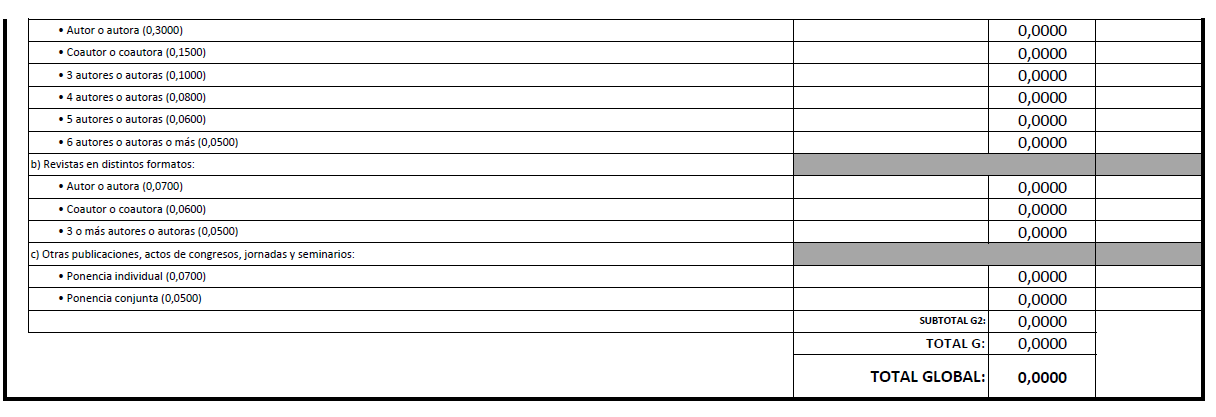 • Autor o autora (0,3000) 0,0000
• Coautor o coautora (0,1500) 0,0000
• 3 autores o autoras (0,1000) 0,0000
• 4 autores o autoras (0,0800) 0,0000
• 5 autores o autoras (0,0600) 0,0000
• 6 autores o autoras o más (0,0500) 0,0000
b) Revistas en distintos formatos:
• Autor o autora (0,0700) 0,0000
• Coautor o coautora (0,0600) 0,0000
• 3 o más autores o autoras (0,0500) 0,0000
c) Otras publicaciones, actos de congresos, jornadas y seminarios:
• Ponencia individual (0,0700) 0,0000
• Ponencia conjunta (0,0500) 0,0000
SUBTOTAL G2: 0,0000
TOTAL G: 0,0000
TOTAL GLOBAL: 0,0000